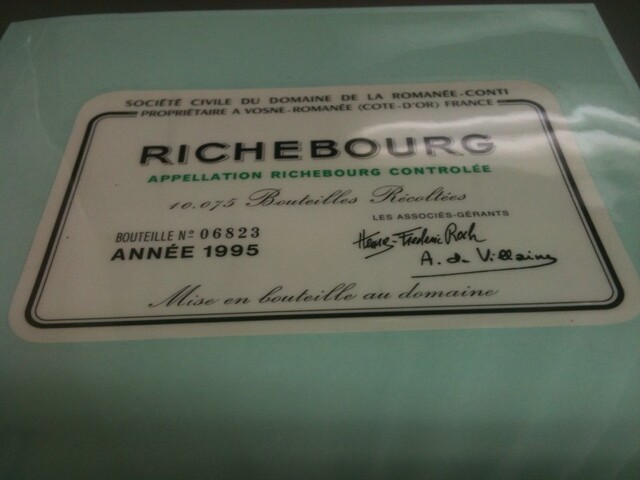 SOCIÉTÉ CIVILE DU DOMAINE DE LA ROMANÉE-CONTI
PROPRIÉTAIRE A VOSNE-ROMANÉE (COTE-D'OR) FRANCE
RICHEBOURG
APPELLATION RICHEBOURG CONTROLÉE
10.075 Bouteilles Récoltées
LES ASSOCIÉS-GÉRANTS
BOUTEILLE Nº 06823
Henry-Frédéric Roch
ANNÉE 1995
A. de Villaine
Mise en bouteille au domaine